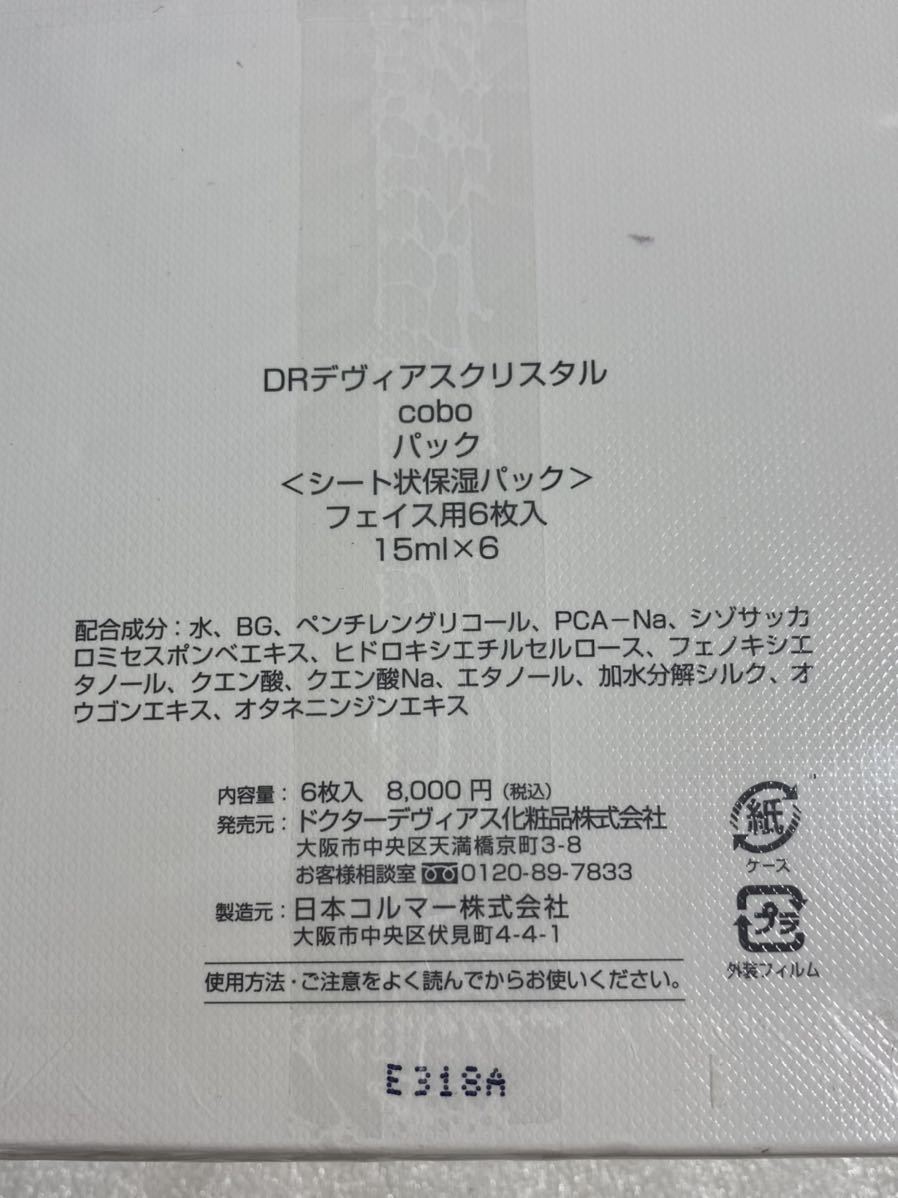 DRデヴィアスクリスタル
cobo
パック
＜シート状保湿パック＞
フェイス用6枚入
15ml×6
配合成分：水、BG、ペンチレングリコール、PCA−Na、シゾサッカ
ロミセスポンベエキス、ヒドロキシエチルセルロース、フェノキシエ
タノール、クエン酸、クエン酸Na、エタノール、加水分解シルク、オ
ウゴンエキス、オタネニンジンエキス
内容量：6枚入 8,000円（税込）
発売元：ドクターデヴィアス化粧品株式会社
大阪市中央区天満橋京町3-8
お客様相談室 0120-89-7833
製造元：日本コルマー株式会社
大阪市中央区伏見町4-4-1
使用方法・ご注意をよく読んでからお使いください。
紙
ケース
プラ
外装フィルム
E318A